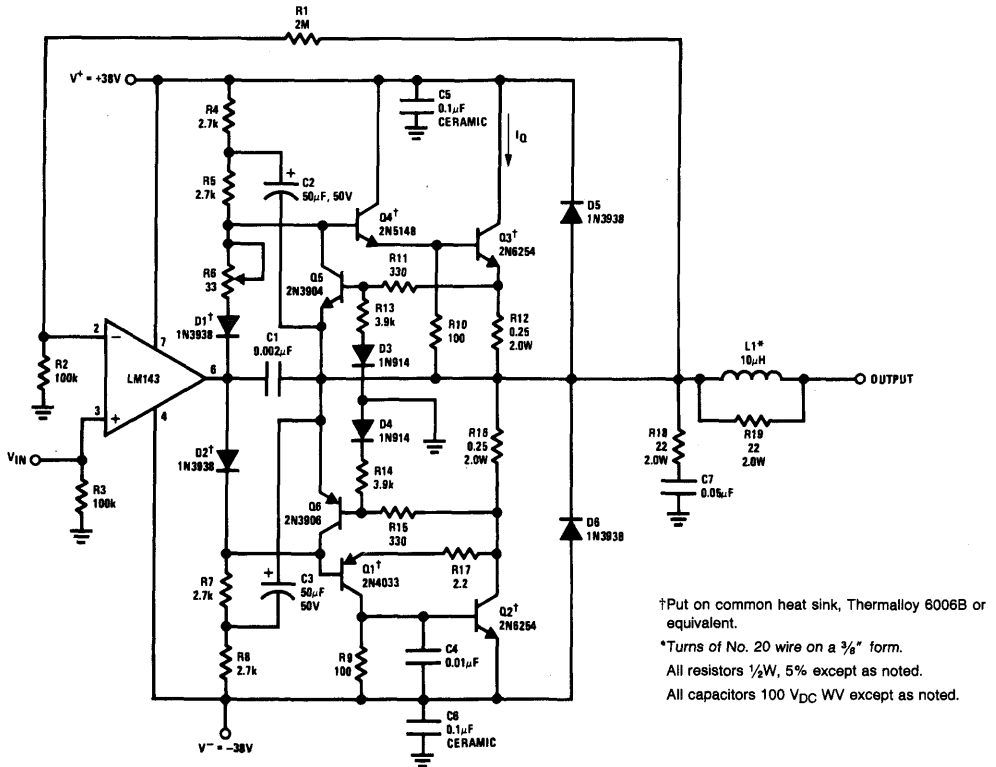 R1
2M
V⁺ = +38V
R4
2.7k
C5
0.1μF
CERAMIC
IQ
R5
2.7k
+
C2
50μF, 50V
D5
1N3938
Q4†
2N5148
Q3†
2N6254
R6
33
R11
330
Q5
2N3904
R13
3.9k
R12
0.25
2.0W
D1†
1N3938
R10
100
C1
0.002μF
D3
1N914
L1*
10μH
2
−
7
LM143
6
R2
100k
3
+
4
OUTPUT
D4
1N914
R16
0.25
2.0W
R18
22
2.0W
R19
22
2.0W
VIN
D2†
1N3938
R3
100k
R14
3.9k
C7
0.05μF
Q6
2N3906
R15
330
D6
1N3938
Q1†
2N4033
R17
2.2
R7
2.7k
+
C3
50μF
50V
Q2†
2N6254
R8
2.7k
R9
100
C4
0.01μF
C6
0.1μF
CERAMIC
V⁻ = −38V
†Put on common heat sink, Thermalloy 6006B or
equivalent.
*Turns of No. 20 wire on a ⅜″ form.
All resistors ½W, 5% except as noted.
All capacitors 100 VDC WV except as noted.